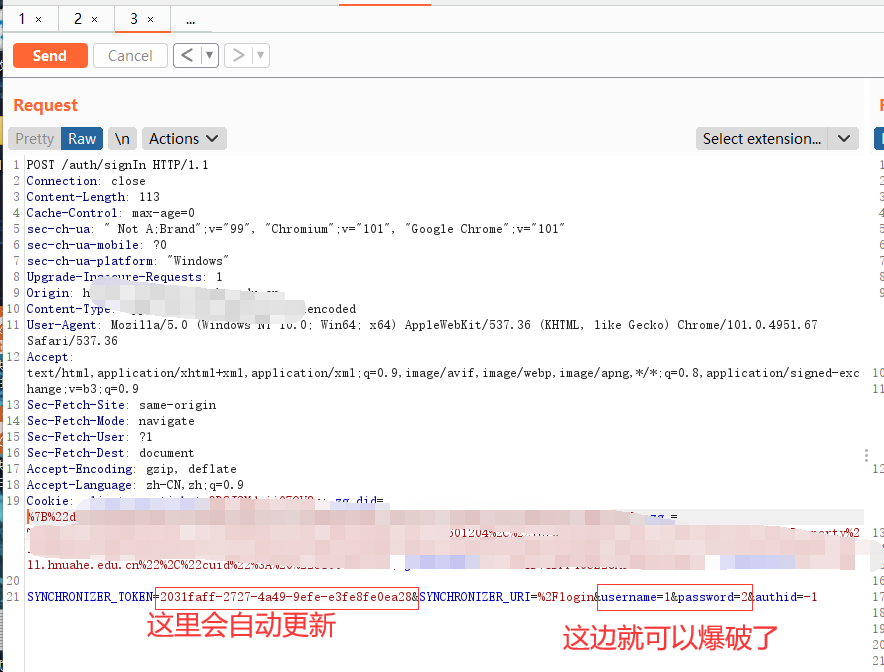 1 × 2 × 3 × ...
Send Cancel < ▼ > ▼
Request
Pretty Raw \n Actions Select extension...
1 POST /auth/signIn HTTP/1.1
2 Connection: close
3 Content-Length: 113
4 Cache-Control: max-age=0
5 sec-ch-ua: " Not A;Brand";v="99", "Chromium";v="101", "Google Chrome";v="101"
6 sec-ch-ua-mobile: ?0
7 sec-ch-ua-platform: "Windows"
8 Upgrade-Insecure-Requests: 1
9 Origin: h
10 Content-Type: encoded
11 User-Agent: Mozilla/5.0 (Windows NT 10.0; Win64; x64) AppleWebKit/537.36 (KHTML, like Gecko) Chrome/101.0.4951.67
Safari/537.36
12 Accept:
text/html,application/xhtml+xml,application/xml;q=0.9,image/avif,image/webp,image/apng,*/*;q=0.8,application/signed-exc
hange;v=b3;q=0.9
13 Sec-Fetch-Site: same-origin
14 Sec-Fetch-Mode: navigate
15 Sec-Fetch-User: ?1
16 Sec-Fetch-Dest: document
17 Accept-Encoding: gzip, deflate
18 Accept-Language: zh-CN,zh;q=0.9
19 Cookie: zg_did=
%7B%22d
601204%2C%2
11.hnuahe.edu.cn%22%2C%22cuid%22%3A%20%22
20
21 SYNCHRONIZER_TOKEN=2031faff-2727-4a49-9efe-e3fe8fe0ea28&SYNCHRONIZER_URI=%2Flogin&username=1&password=2&authid=-1
这里会自动更新
这边就可以爆破了